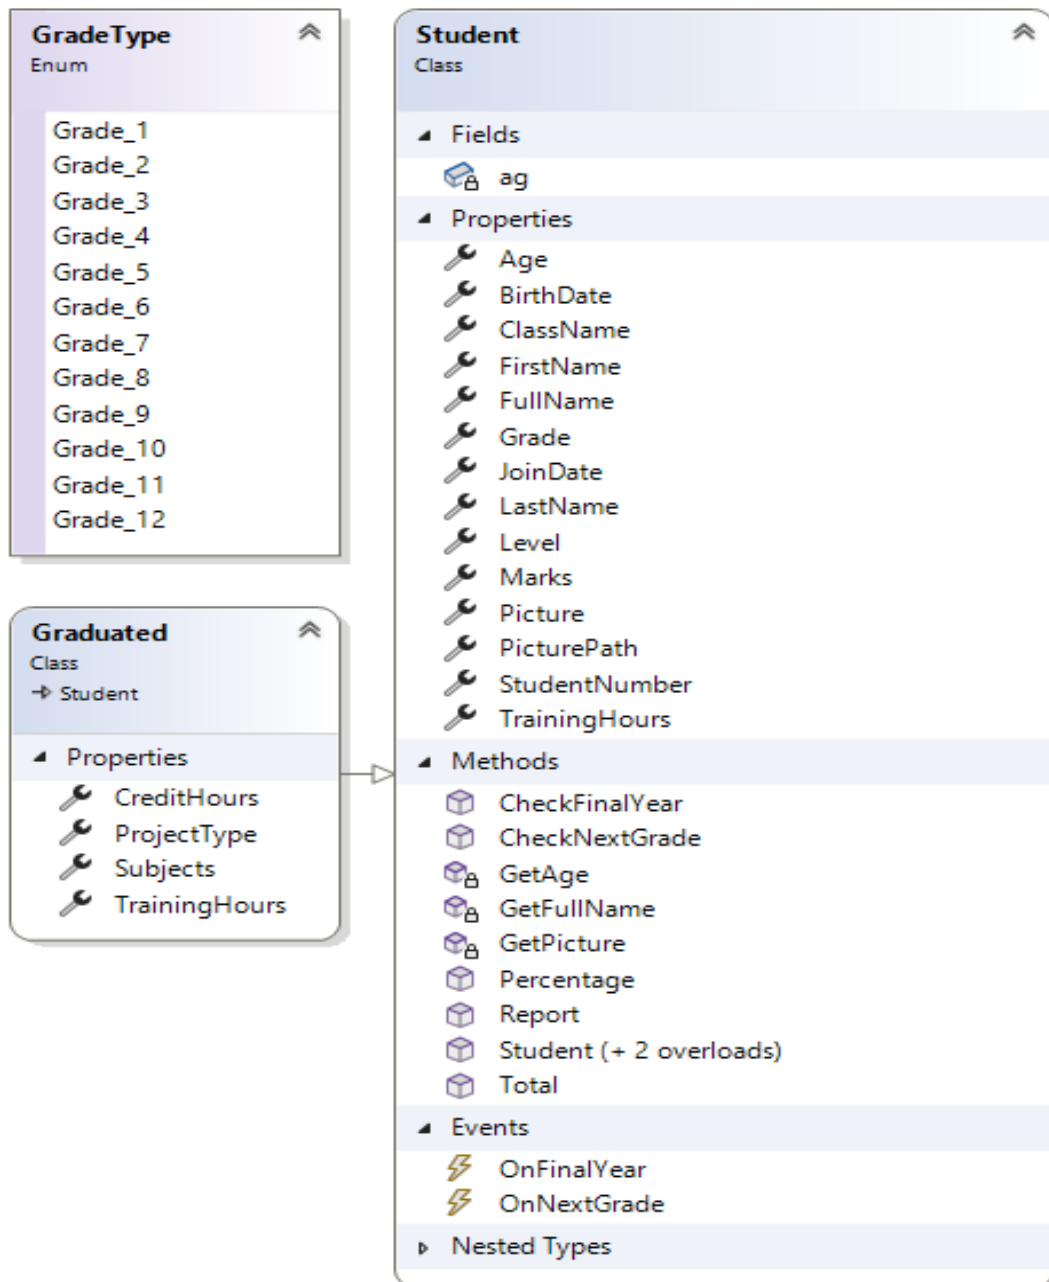 GradeType
Enum
Grade_1
Grade_2
Grade_3
Grade_4
Grade_5
Grade_6
Grade_7
Grade_8
Grade_9
Grade_10
Grade_11
Grade_12
Graduated
Class
Student
Properties
CreditHours
ProjectType
Subjects
TrainingHours
Student
Class
Fields
ag
Properties
Age
BirthDate
ClassName
FirstName
FullName
Grade
JoinDate
LastName
Level
Marks
Picture
PicturePath
StudentNumber
TrainingHours
Methods
CheckFinalYear
CheckNextGrade
GetAge
GetFullName
GetPicture
Percentage
Report
Student (+ 2 overloads)
Total
Events
OnFinalYear
OnNextGrade
Nested Types